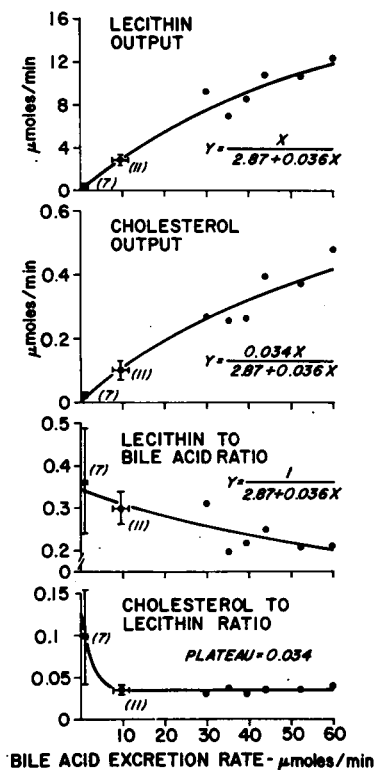 LECITHIN
OUTPUT
16
12
8
4
0
μmoles/min
(7)
(11)
Y = X / 2.87+0.036X
CHOLESTEROL
OUTPUT
0.6
0.4
0.2
0
μmoles/min
(7)
(11)
Y = 0.034X / 2.87+0.036X
LECITHIN TO
BILE ACID RATIO
0.5
0.4
0.3
0.2
0
(7)
(11)
Y = 1 / 2.87+0.036X
CHOLESTEROL TO
LECITHIN RATIO
0.15
0.1
0.05
0
(7)
(11)
PLATEAU = 0.034
0 10 20 30 40 50 60
BILE ACID EXCRETION RATE - μmoles/min